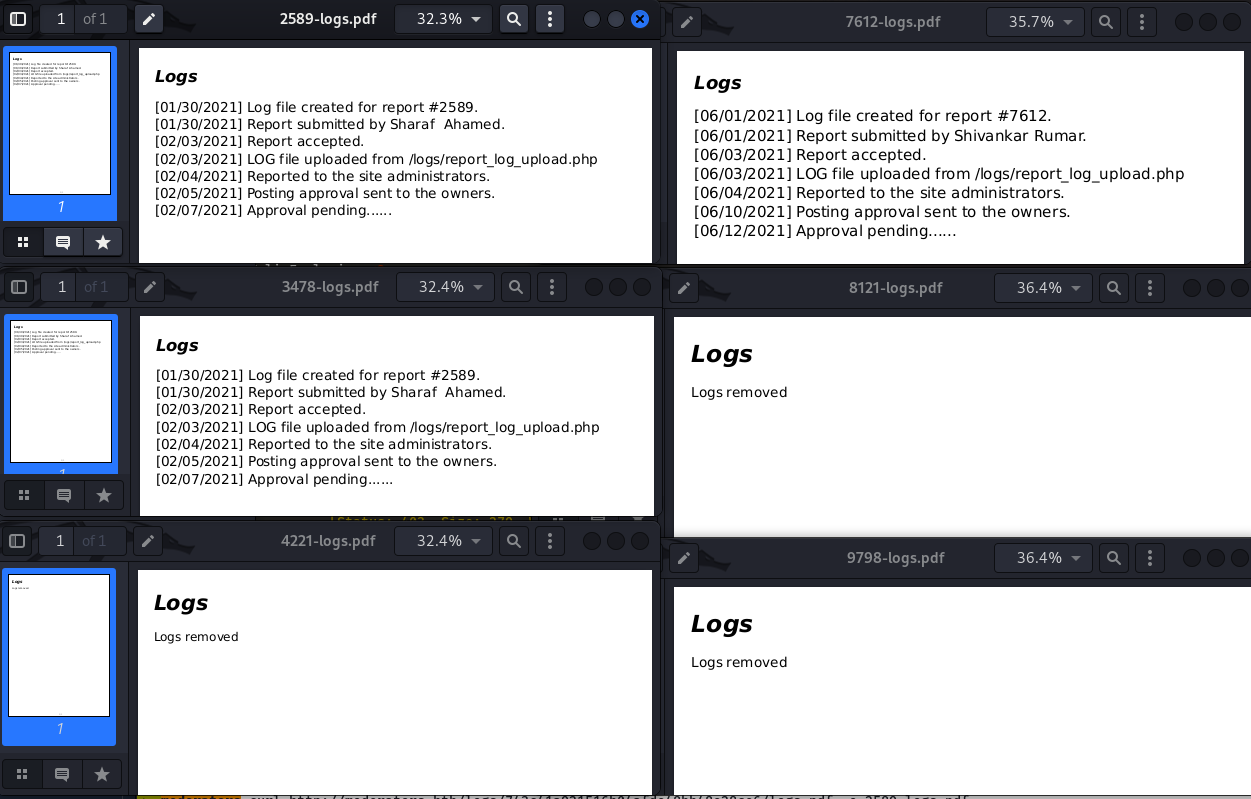 1 of 1 2589-logs.pdf 32.3%
Logs
[01/30/2021] Log file created for report #2589.
[01/30/2021] Report submitted by Sharaf  Ahamed.
[02/03/2021] Report accepted.
[02/03/2021] LOG file uploaded from /logs/report_log_upload.php
[02/04/2021] Reported to the site administrators.
[02/05/2021] Posting approval sent to the owners.
[02/07/2021] Approval pending......
1
7612-logs.pdf 35.7%
Logs
[06/01/2021] Log file created for report #7612.
[06/01/2021] Report submitted by Shivankar Rumar.
[06/03/2021] Report accepted.
[06/03/2021] LOG file uploaded from /logs/report_log_upload.php
[06/04/2021] Reported to the site administrators.
[06/10/2021] Posting approval sent to the owners.
[06/12/2021] Approval pending......
1 of 1 3478-logs.pdf 32.4%
Logs
[01/30/2021] Log file created for report #2589.
[01/30/2021] Report submitted by Sharaf  Ahamed.
[02/03/2021] Report accepted.
[02/03/2021] LOG file uploaded from /logs/report_log_upload.php
[02/04/2021] Reported to the site administrators.
[02/05/2021] Posting approval sent to the owners.
[02/07/2021] Approval pending......
1
8121-logs.pdf 36.4%
Logs
Logs removed
1 of 1 4221-logs.pdf 32.4%
Logs
Logs removed
1
9798-logs.pdf 36.4%
Logs
Logs removed